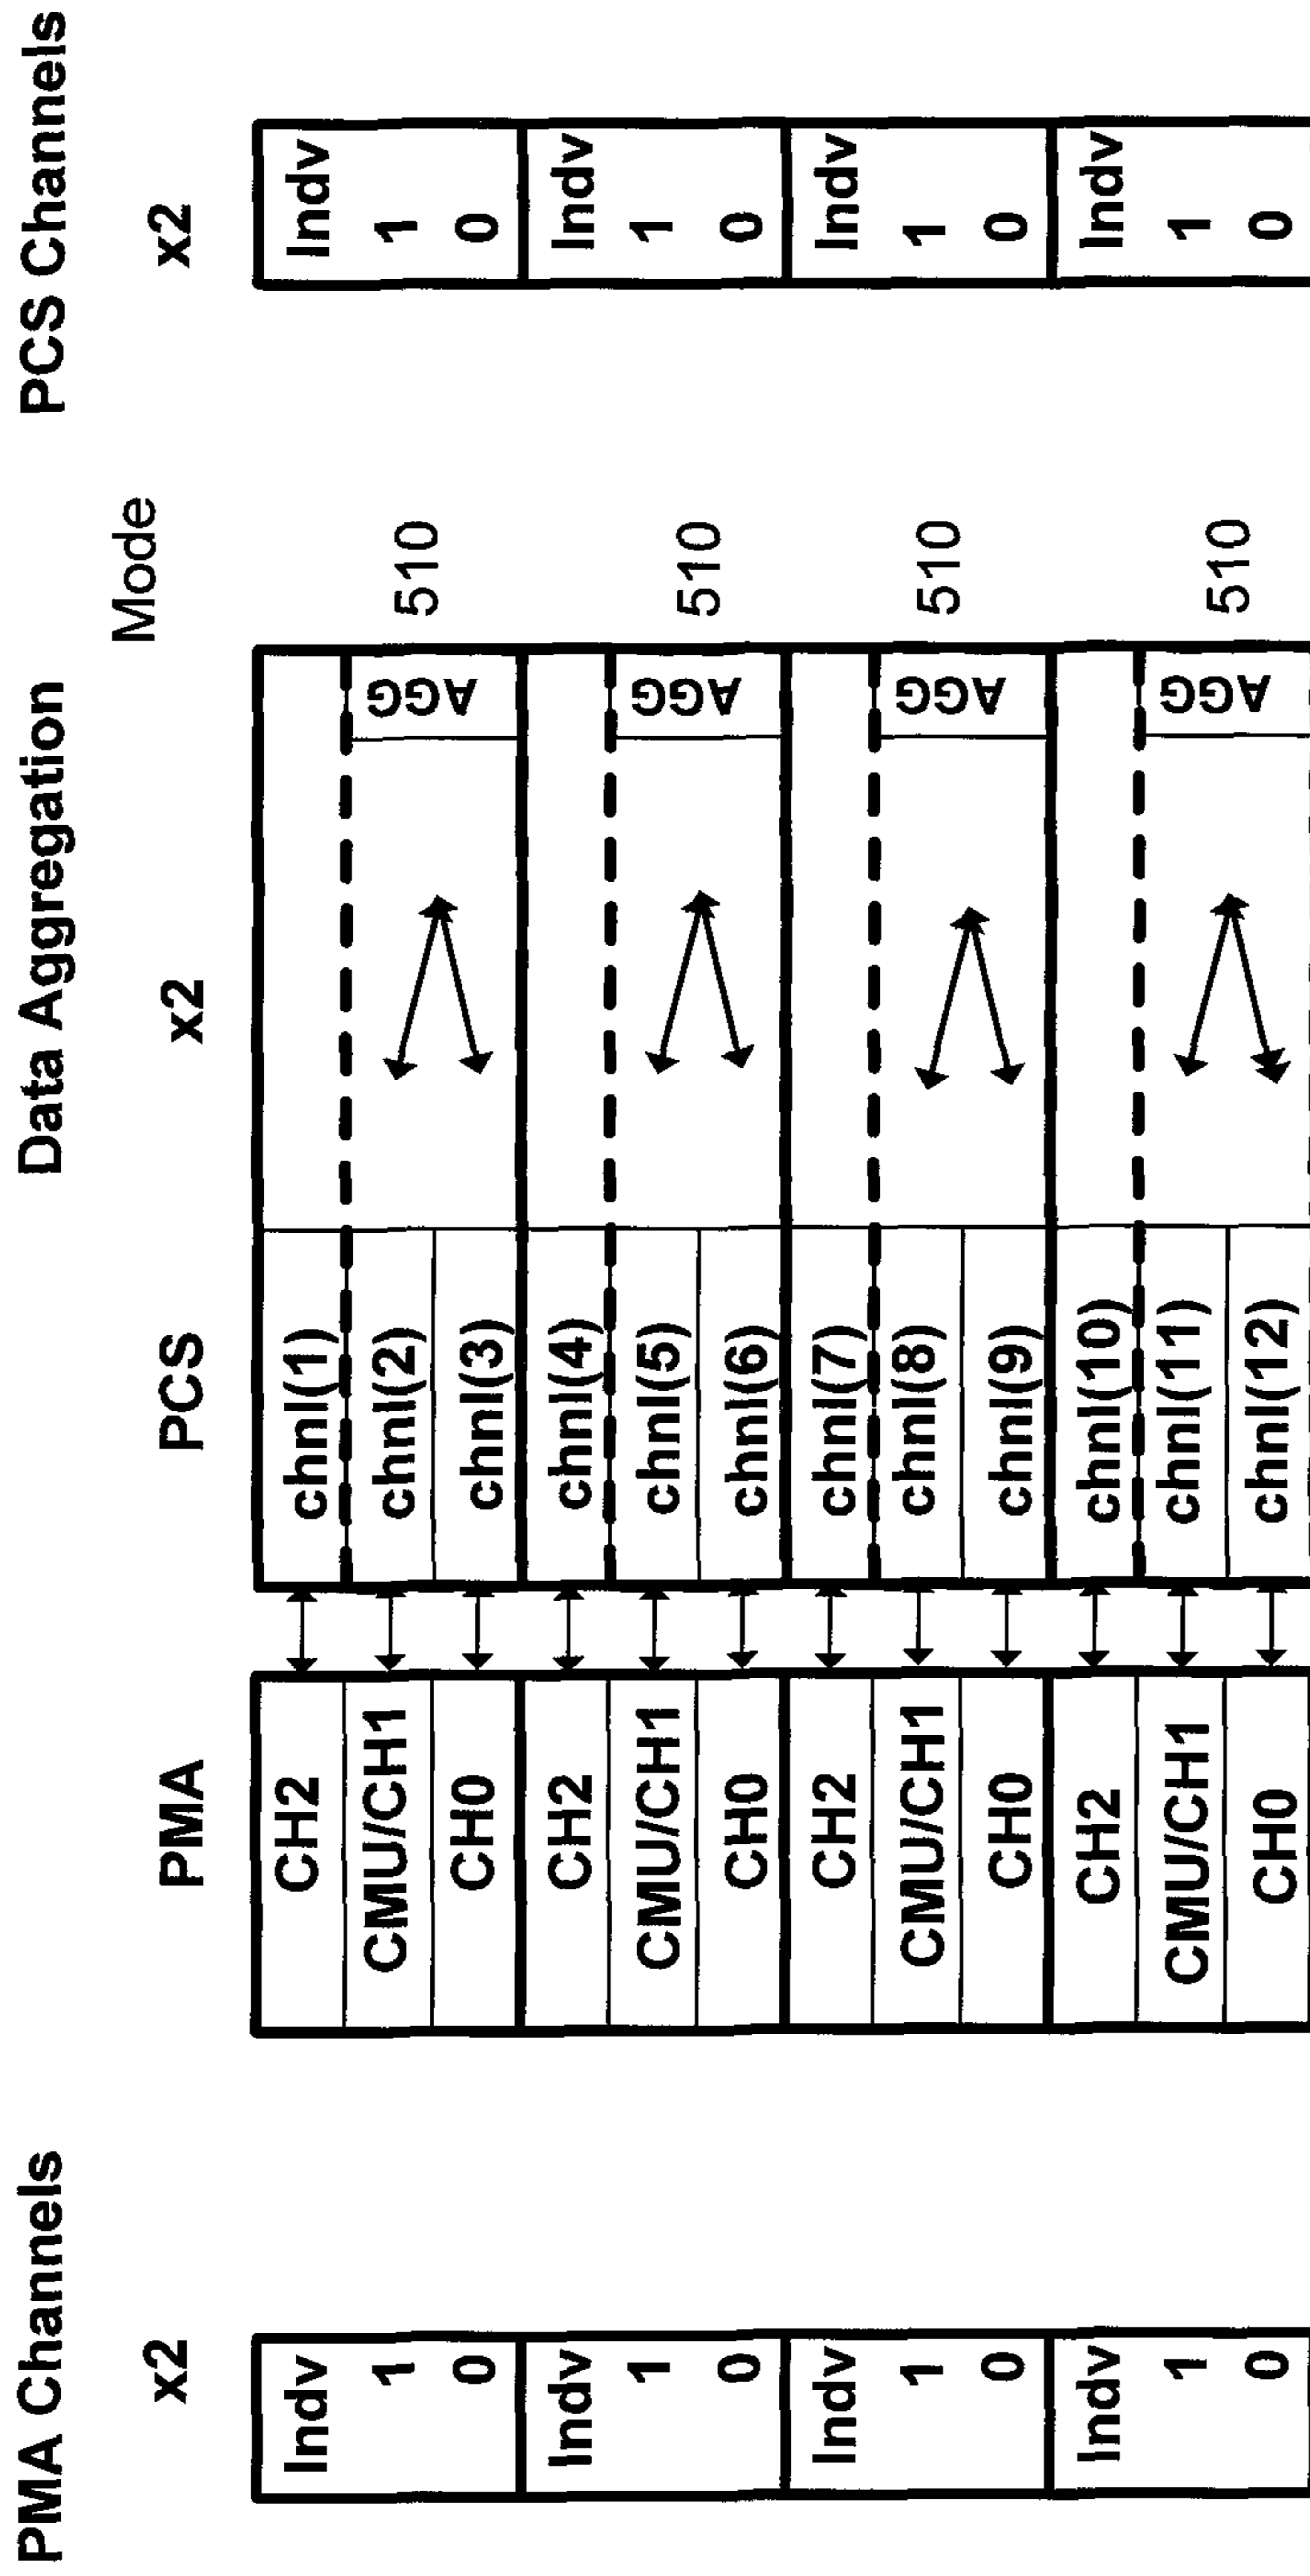 PMA Channels
Data Aggregation
PCS Channels
x2
PMA
PCS
x2
Mode
x2
Indv
CH2
chnl(1)
Indv
1
CMU/CH1
chnl(2)
AGG
510
1
0
CH0
chnl(3)
0
Indv
CH2
chnl(4)
Indv
1
CMU/CH1
chnl(5)
AGG
510
1
0
CH0
chnl(6)
0
Indv
CH2
chnl(7)
Indv
1
CMU/CH1
chnl(8)
AGG
510
1
0
CH0
chnl(9)
0
Indv
CH2
chnl(10)
Indv
1
CMU/CH1
chnl(11)
AGG
510
1
0
CH0
chnl(12)
0